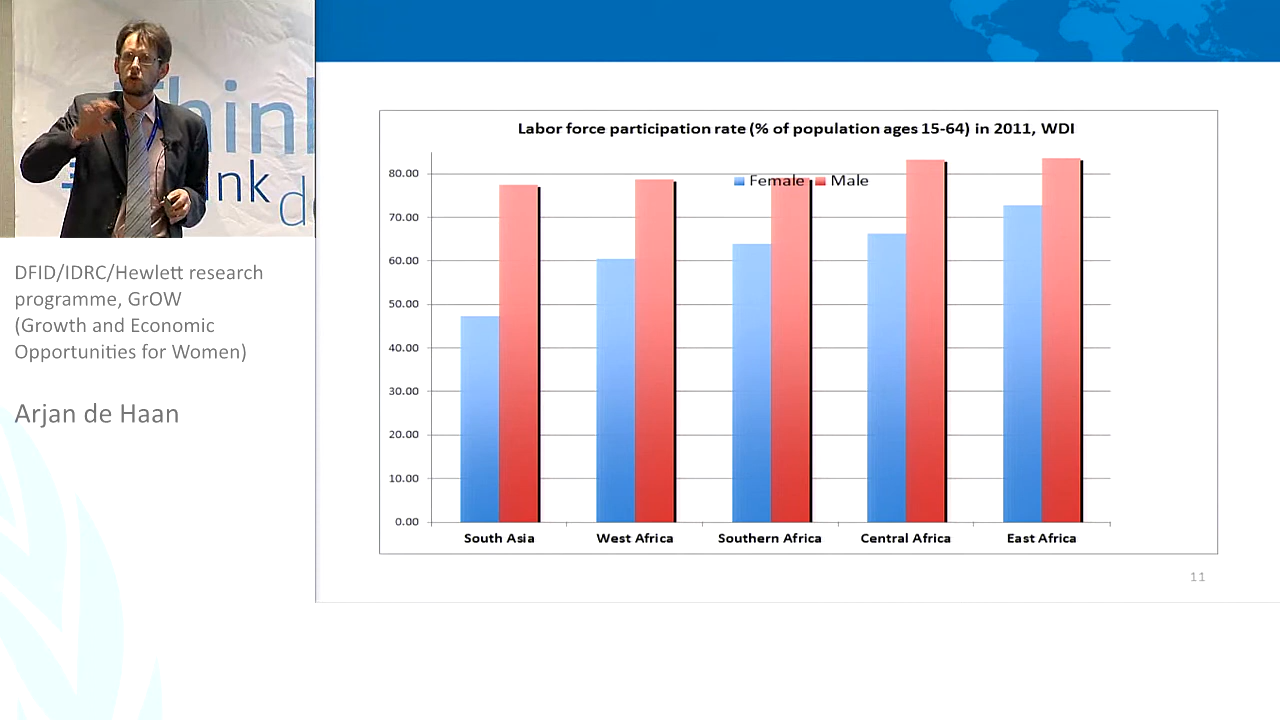 Think
ink
d
DFID/IDRC/Hewlett research
programme, GrOW
(Growth and Economic
Opportunities for Women)
Arjan de Haan
Labor force participation rate (% of population ages 15-64) in 2011, WDI
Female Male
80.00
70.00
60.00
50.00
40.00
30.00
20.00
10.00
0.00
South Asia West Africa Southern Africa Central Africa East Africa
11